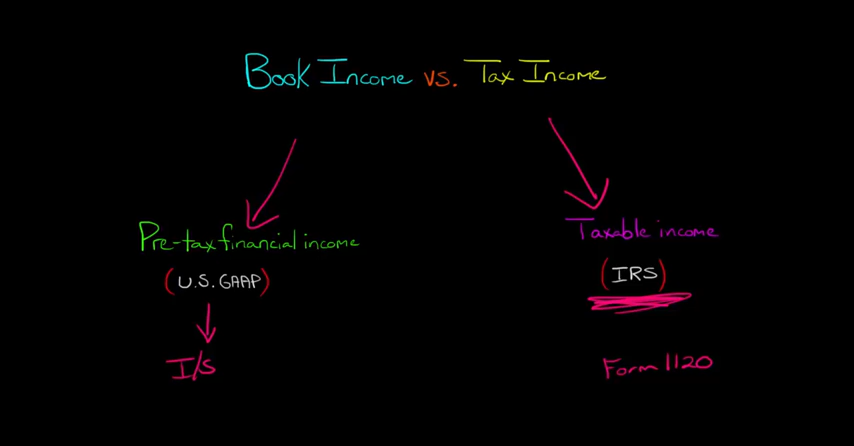 Book Income vs. Tax Income
Pre-tax financial income
(U.S. GAAP)
I/S
Taxable income
(IRS)
Form 1120